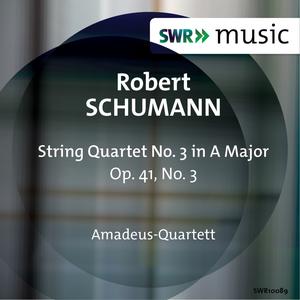 SWR>> music
Robert
SCHUMANN
String Quartet No. 3 in A Major
Op. 41, No. 3
Amadeus-Quartett
SWR10089